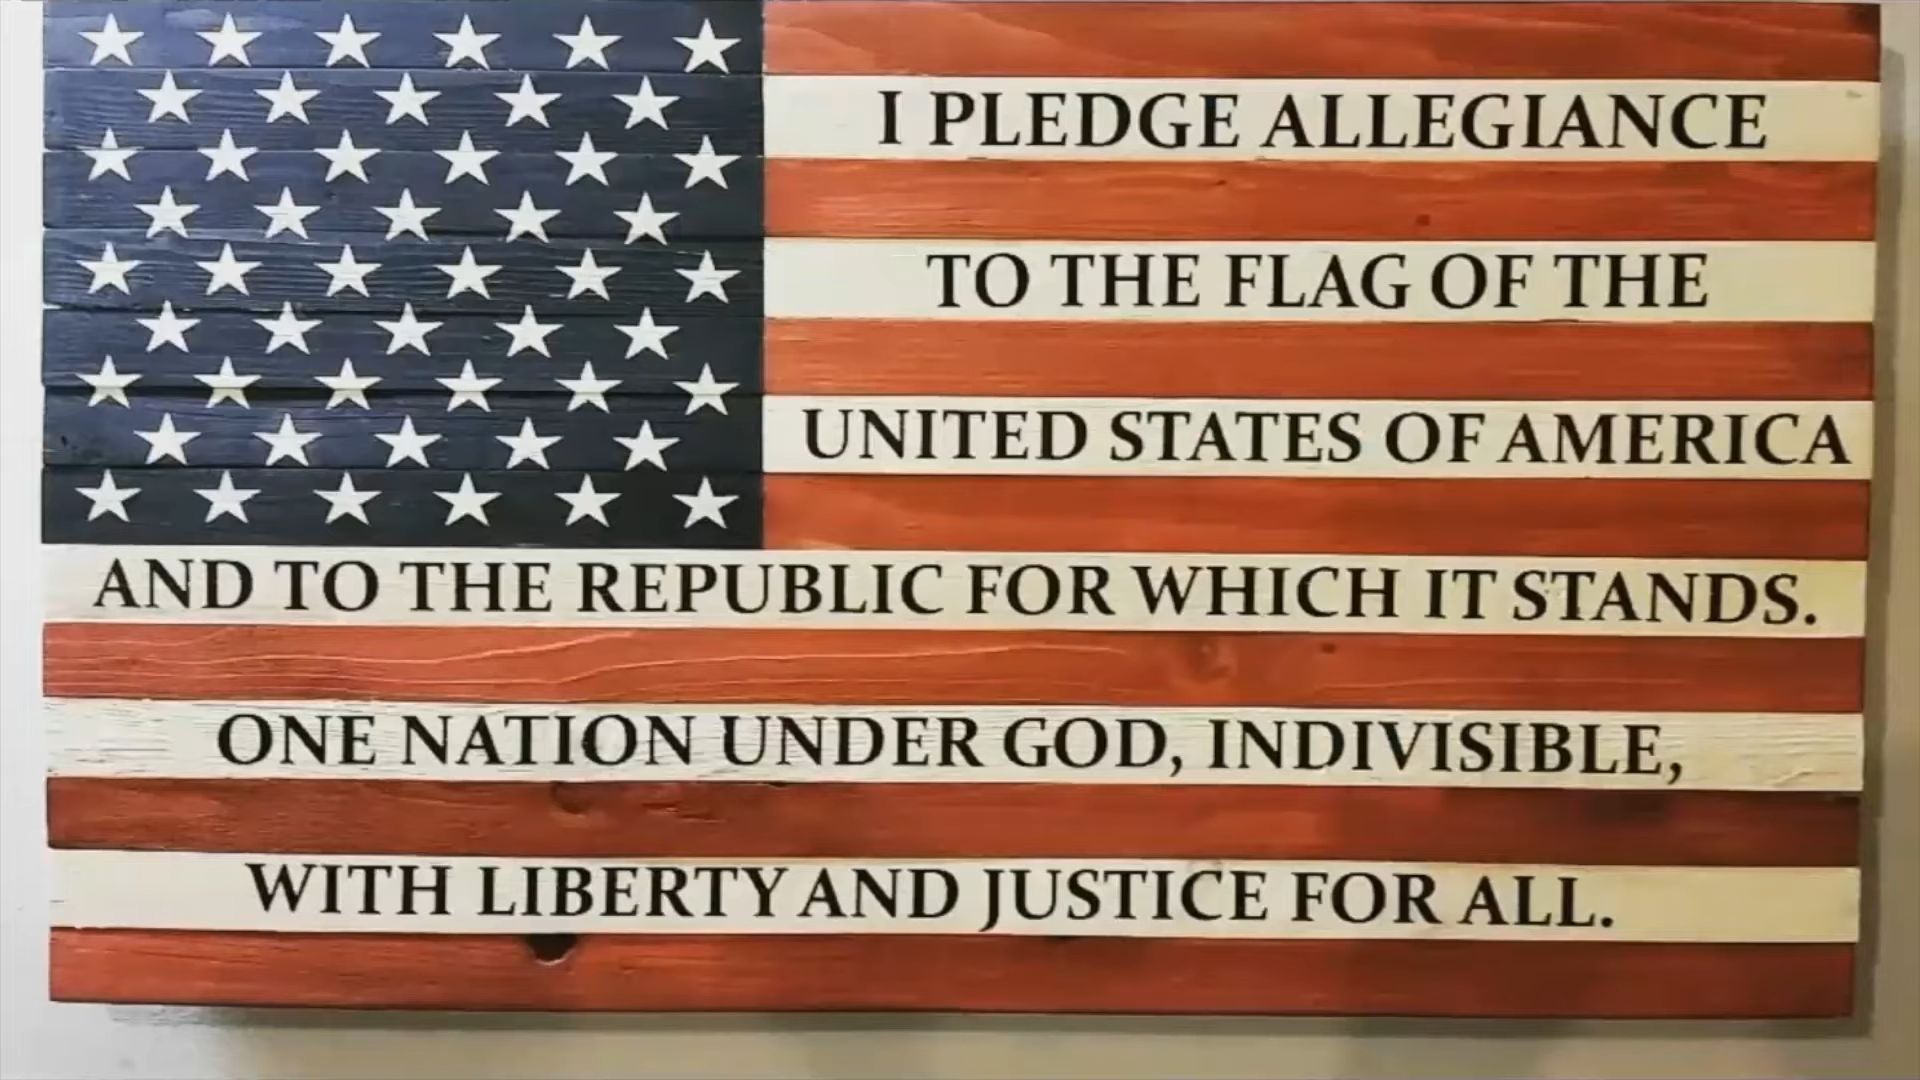 I PLEDGE ALLEGIANCE
TO THE FLAG OF THE
UNITED STATES OF AMERICA
AND TO THE REPUBLIC FOR WHICH IT STANDS.
ONE NATION UNDER GOD, INDIVISIBLE,
WITH LIBERTY AND JUSTICE FOR ALL.